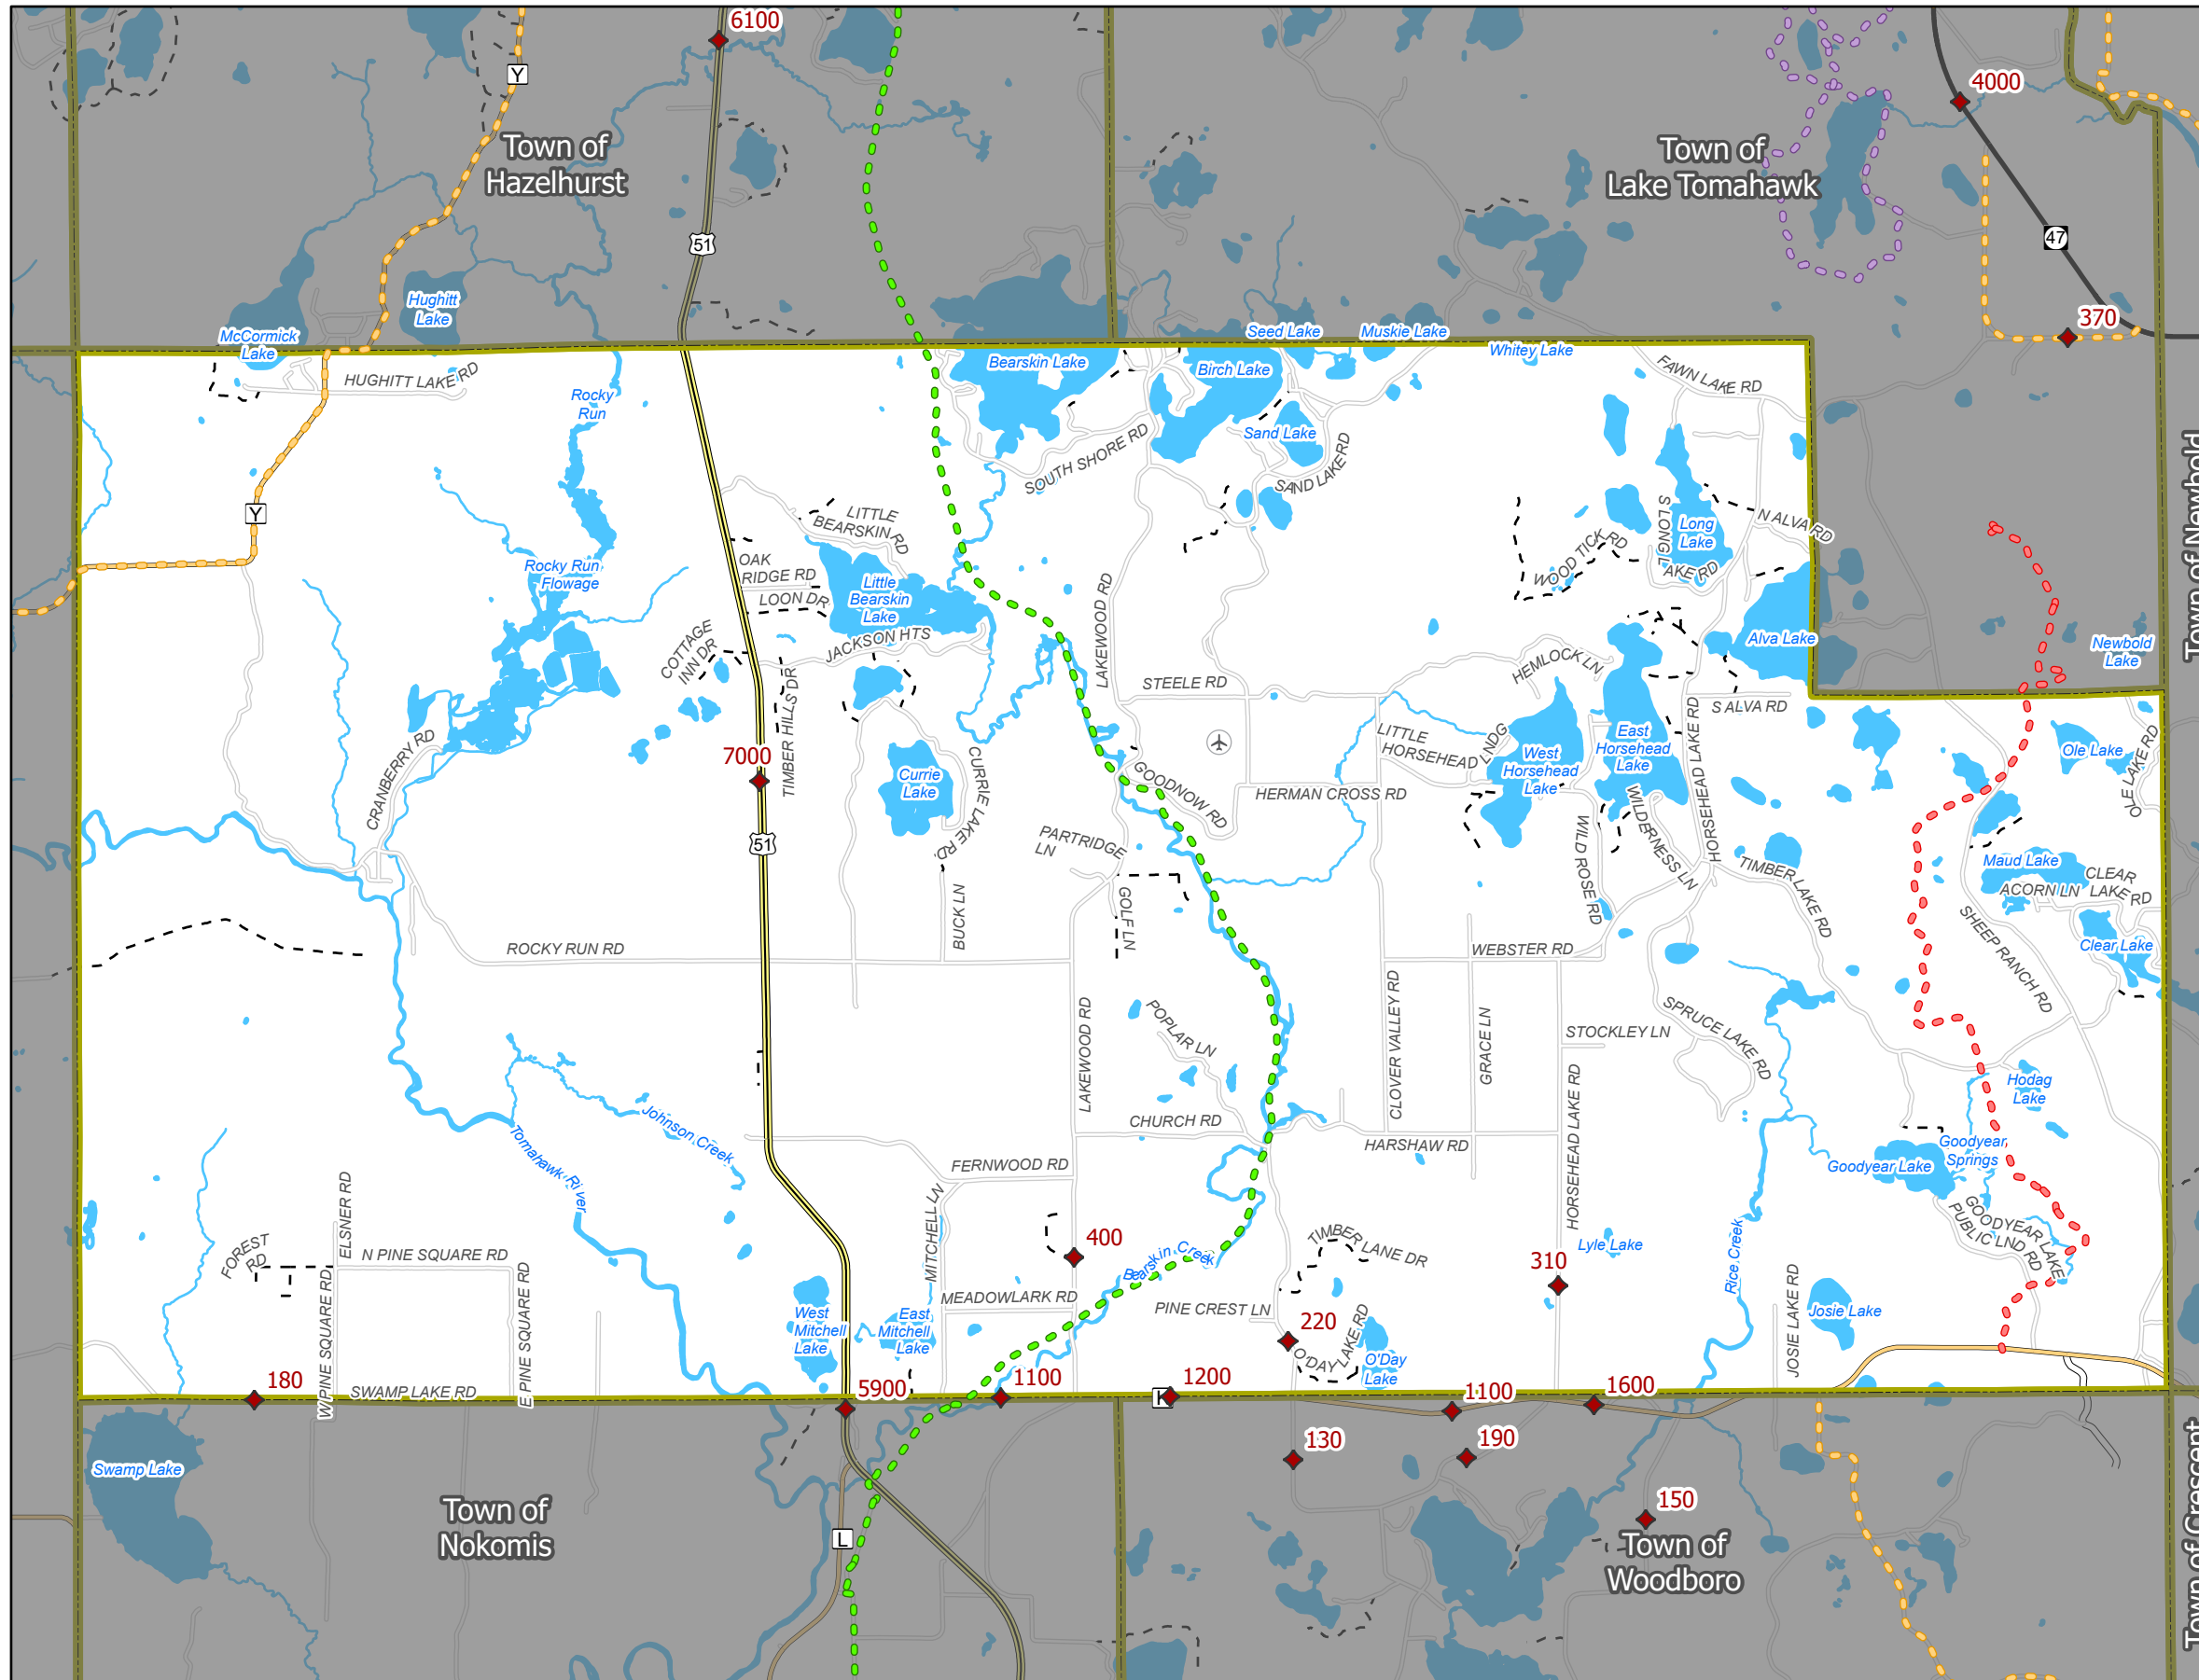 6100
Y
4000
Town of
Hazelhurst
Town of
Lake Tomahawk
51
47
Hughitt
Lake
370
McCormick
Lake
Seed Lake
Muskie Lake
Whitey Lake
Bearskin Lake
Birch Lake
FAWN LAKE RD
HUGHITT LAKE RD
Rocky
Run
Sand Lake
SOUTH SHORE RD
SAND LAKE RD
Town of Newbold
Y
LITTLE
BEARSKIN RD
S LONG
LAKE RD
Long
Lake
N ALVA RD
WOOD TICK RD
OAK
RIDGE RD
LOON DR
Rocky Run
Flowage
Little
Bearskin
Lake
LAKEWOOD RD
JACKSON HTS
COTTAGE
INN DR
Alva Lake
Newbold
Lake
HEMLOCK LN
STEELE RD
S ALVA RD
TIMBER HILLS DR
HORSEHEAD LAKE RD
LITTLE
HORSEHEAD LNDG
West
Horsehead
Lake
East
Horsehead
Lake
Ole Lake
OLE LAKE RD
CRANBERRY RD
7000
Currie
Lake
CURRIE LAKE RD.
GOODNOW RD
HERMAN CROSS RD
51
PARTRIDGE
LN
WILD ROSE RD
WILDERNESS LN
TIMBER LAKE RD
Maud Lake
CLEAR
LAKE RD
ACORN LN
BUCK LN
GOLF LN
SHEEP RANCH RD
Clear Lake
ROCKY RUN RD
WEBSTER RD
LAKEWOOD RD
POPLAR LN
CLOVER VALLEY RD
GRACE LN
STOCKLEY LN
SPRUCE LAKE RD
HORSEHEAD LAKE RD
Hodag
Lake
Johnson Creek
Tomahawk River
CHURCH RD
HARSHAW RD
Goodyear
Springs
Goodyear Lake
FERNWOOD RD
MITCHELL LN
ELSNER RD
FOREST
RD
N PINE SQUARE RD
400
Bearskin Creek
TIMBER LANE DR
Lyle Lake
Rice Creek
GOODYEAR LAKE
PUBLIC LND RD
310
W PINE SQUARE RD
E PINE SQUARE RD
West
Mitchell
Lake
East
Mitchell
Lake
MEADOWLARK RD
PINE CREST LN
220
O'DAY LAKE RD
O'Day
Lake
JOSIE LAKE RD
Josie Lake
180
SWAMP LAKE RD
5900
1100
K
1200
1100
1600
130
190
Swamp Lake
150
Town of
Nokomis
L
Town of
Woodboro
Town of Crescent